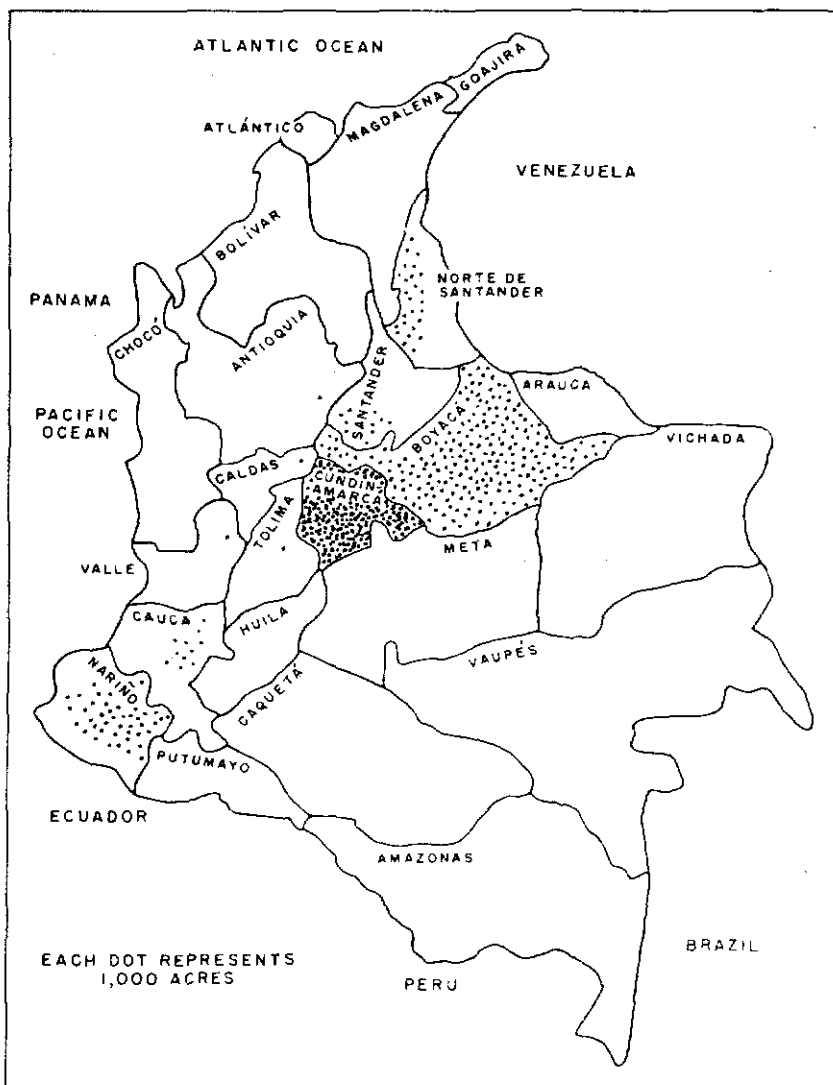 ATLANTIC OCEAN
GOAJIRA
MAGDALENA
ATLÁNTICO
VENEZUELA
BOLÍVAR
NORTE DE
SANTANDER
PANAMA
CHOCÓ
ANTIOQUIA
SANTANDER
ARAUCA
PACIFIC
OCEAN
BOYACÁ
VICHADA
CALDAS
CUNDIN-
AMARCA
TOLIMA
META
VALLE
CAUCA
HUILA
VAUPÉS
NARIÑO
CAQUETÁ
PUTUMAYO
ECUADOR
AMAZONAS
BRAZIL
EACH DOT REPRESENTS
1,000 ACRES
PERU